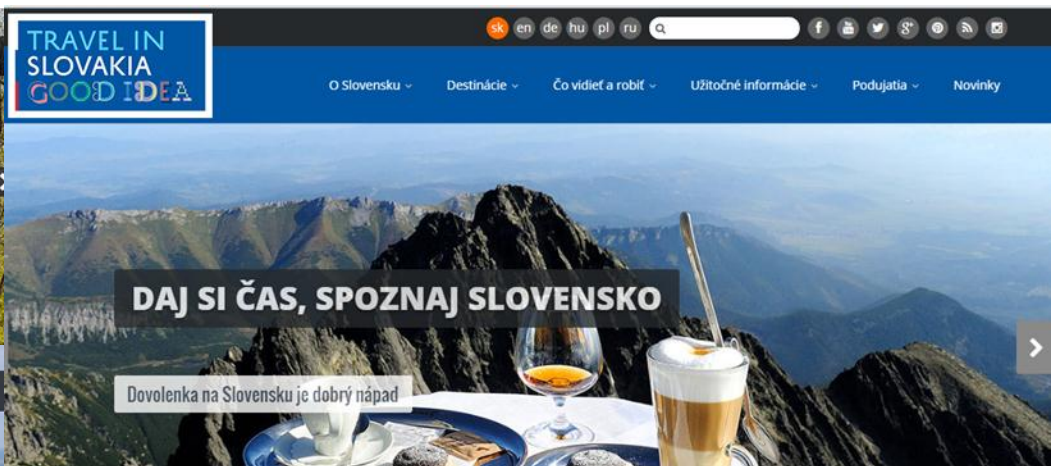 sk en de hu pl ru
TRAVEL IN
SLOVAKIA
GOOD IDEA
O Slovensku Destinácie Čo vidieť a robiť Užitočné informácie Podujatia Novinky
DAJ SI ČAS, SPOZNAJ SLOVENSKO
Dovolenka na Slovensku je dobrý nápad